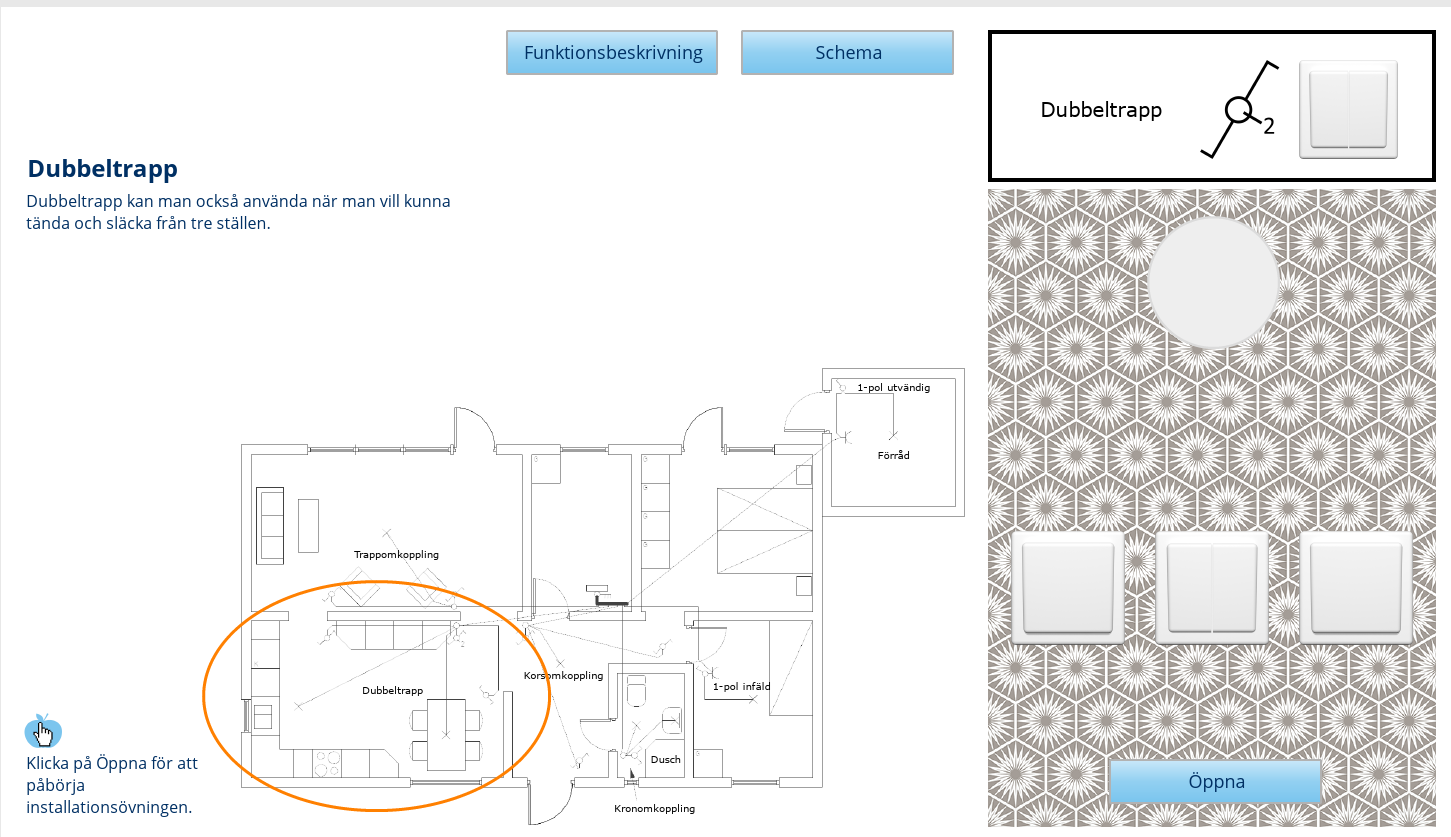 Funktionsbeskrivning
Schema
Dubbeltrapp
2
Dubbeltrapp
Dubbeltrapp kan man också använda när man vill kunna
tända och släcka från tre ställen.
1-pol utvändig
Förråd
Trappomkoppling
Korsomkoppling
Dubbeltrapp
1-pol infäld
Dusch
Kronomkoppling
Klicka på Öppna för att
påbörja
installationsövningen.
Öppna